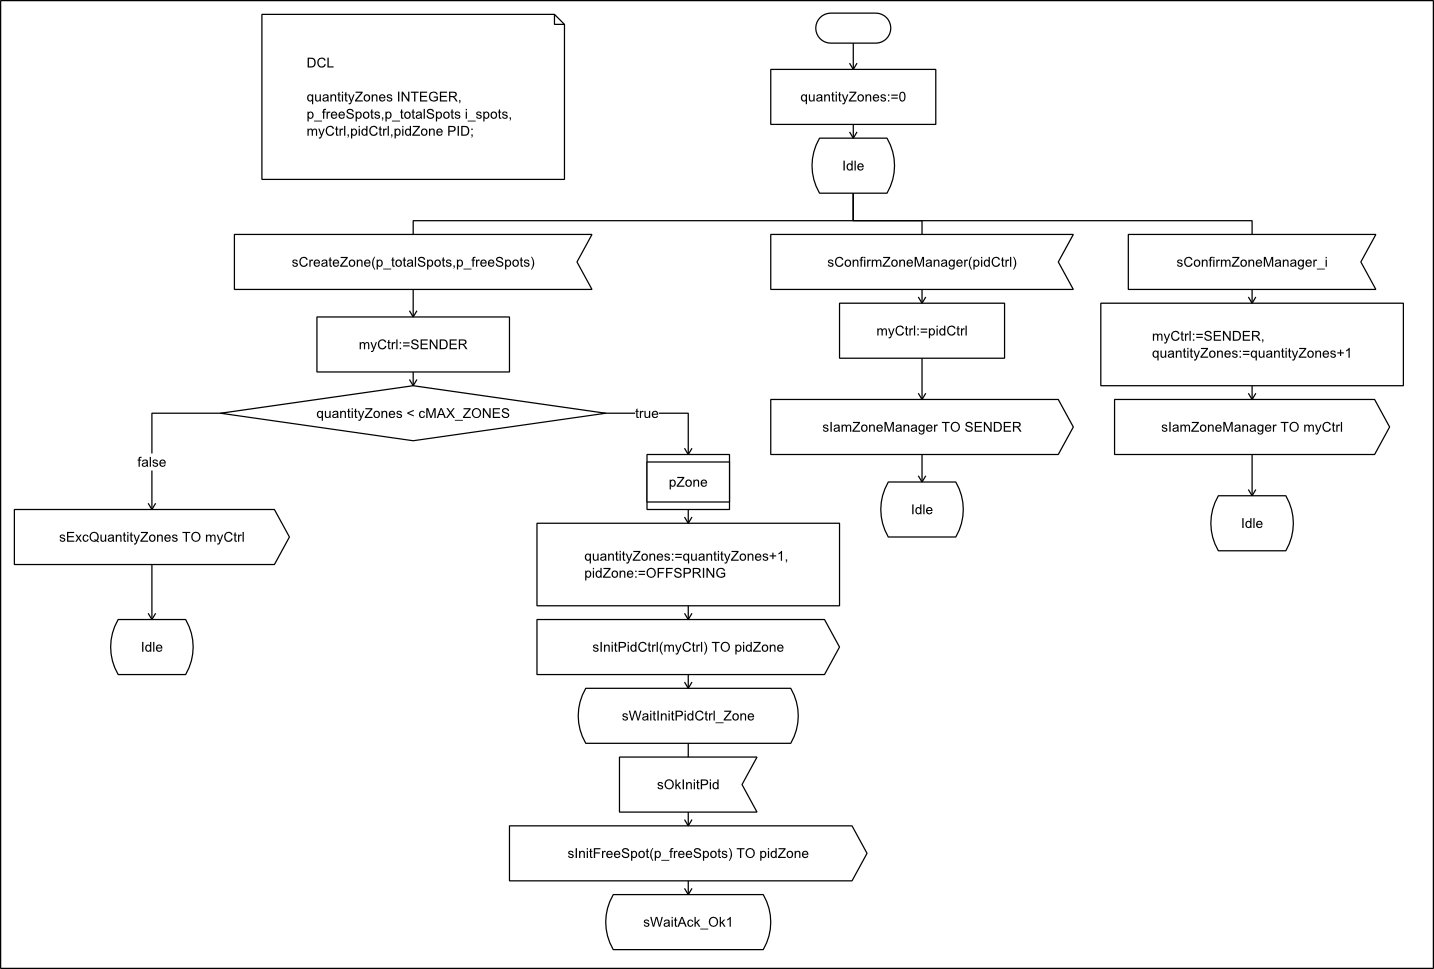 DCL
quantityZones INTEGER,
p_freeSpots,p_totalSpots i_spots,
myCtrl,pidCtrl,pidZone PID;
quantityZones:=0
Idle
sCreateZone(p_totalSpots,p_freeSpots)
sConfirmZoneManager(pidCtrl)
sConfirmZoneManager_i
myCtrl:=SENDER
myCtrl:=pidCtrl
myCtrl:=SENDER,
quantityZones:=quantityZones+1
quantityZones < cMAX_ZONES
true
sIamZoneManager TO SENDER
sIamZoneManager TO myCtrl
false
pZone
Idle
Idle
sExcQuantityZones TO myCtrl
quantityZones:=quantityZones+1,
pidZone:=OFFSPRING
Idle
sInitPidCtrl(myCtrl) TO pidZone
sWaitInitPidCtrl_Zone
sOkInitPid
sInitFreeSpot(p_freeSpots) TO pidZone
sWaitAck_Ok1